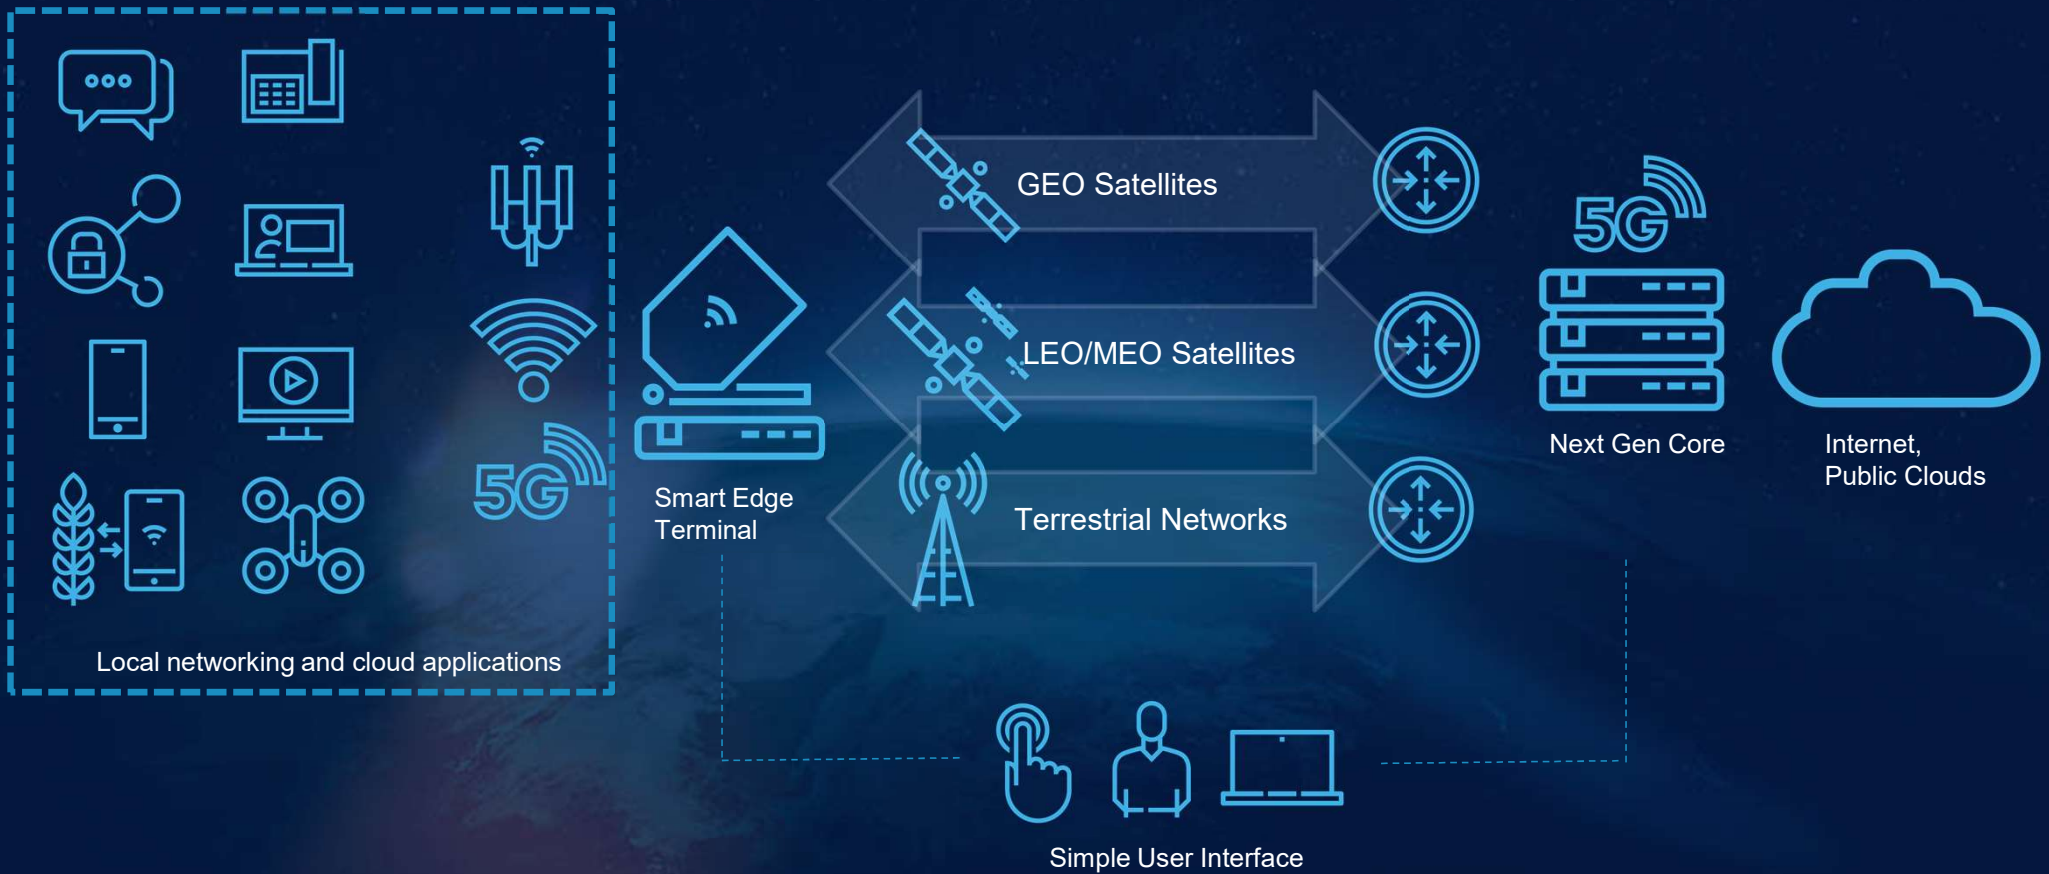 GEO Satellites
5G
LEO/MEO Satellites
5G
Next Gen Core
Internet,
Public Clouds
Smart Edge
Terminal
Terrestrial Networks
Local networking and cloud applications
Simple User Interface